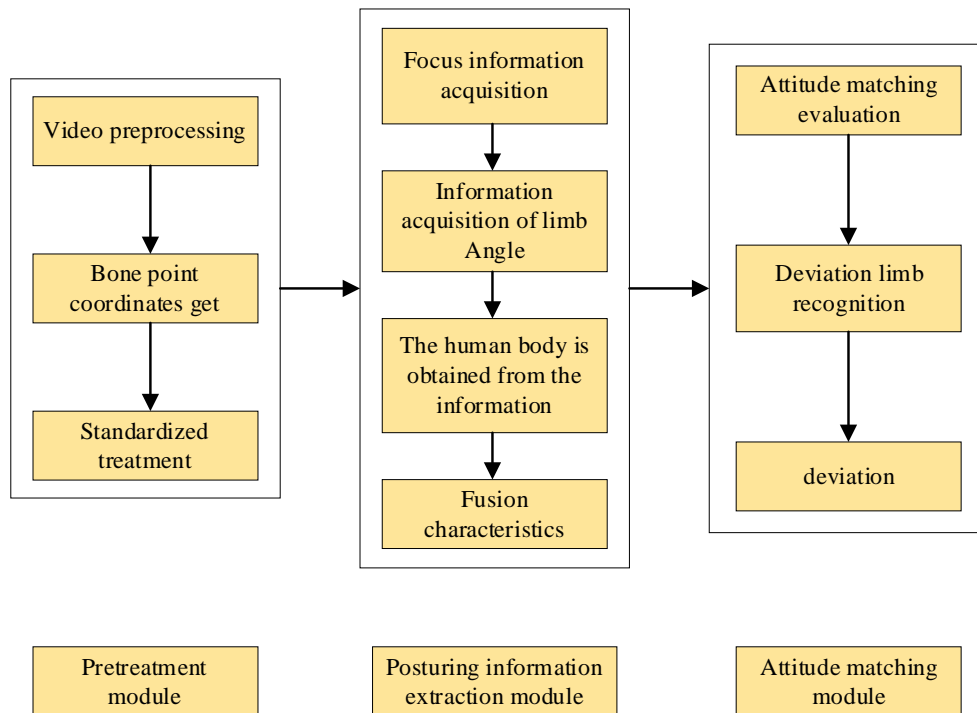 Video preprocessing
Bone point
coordinates get
Standardized
treatment
Focus information
acquisition
Information
acquisition of limb
Angle
The human body is
obtained from the
information
Fusion
characteristics
Attitude matching
evaluation
Deviation limb
recognition
deviation
Pretreatment
module
Posturing information
extraction module
Attitude matching
module